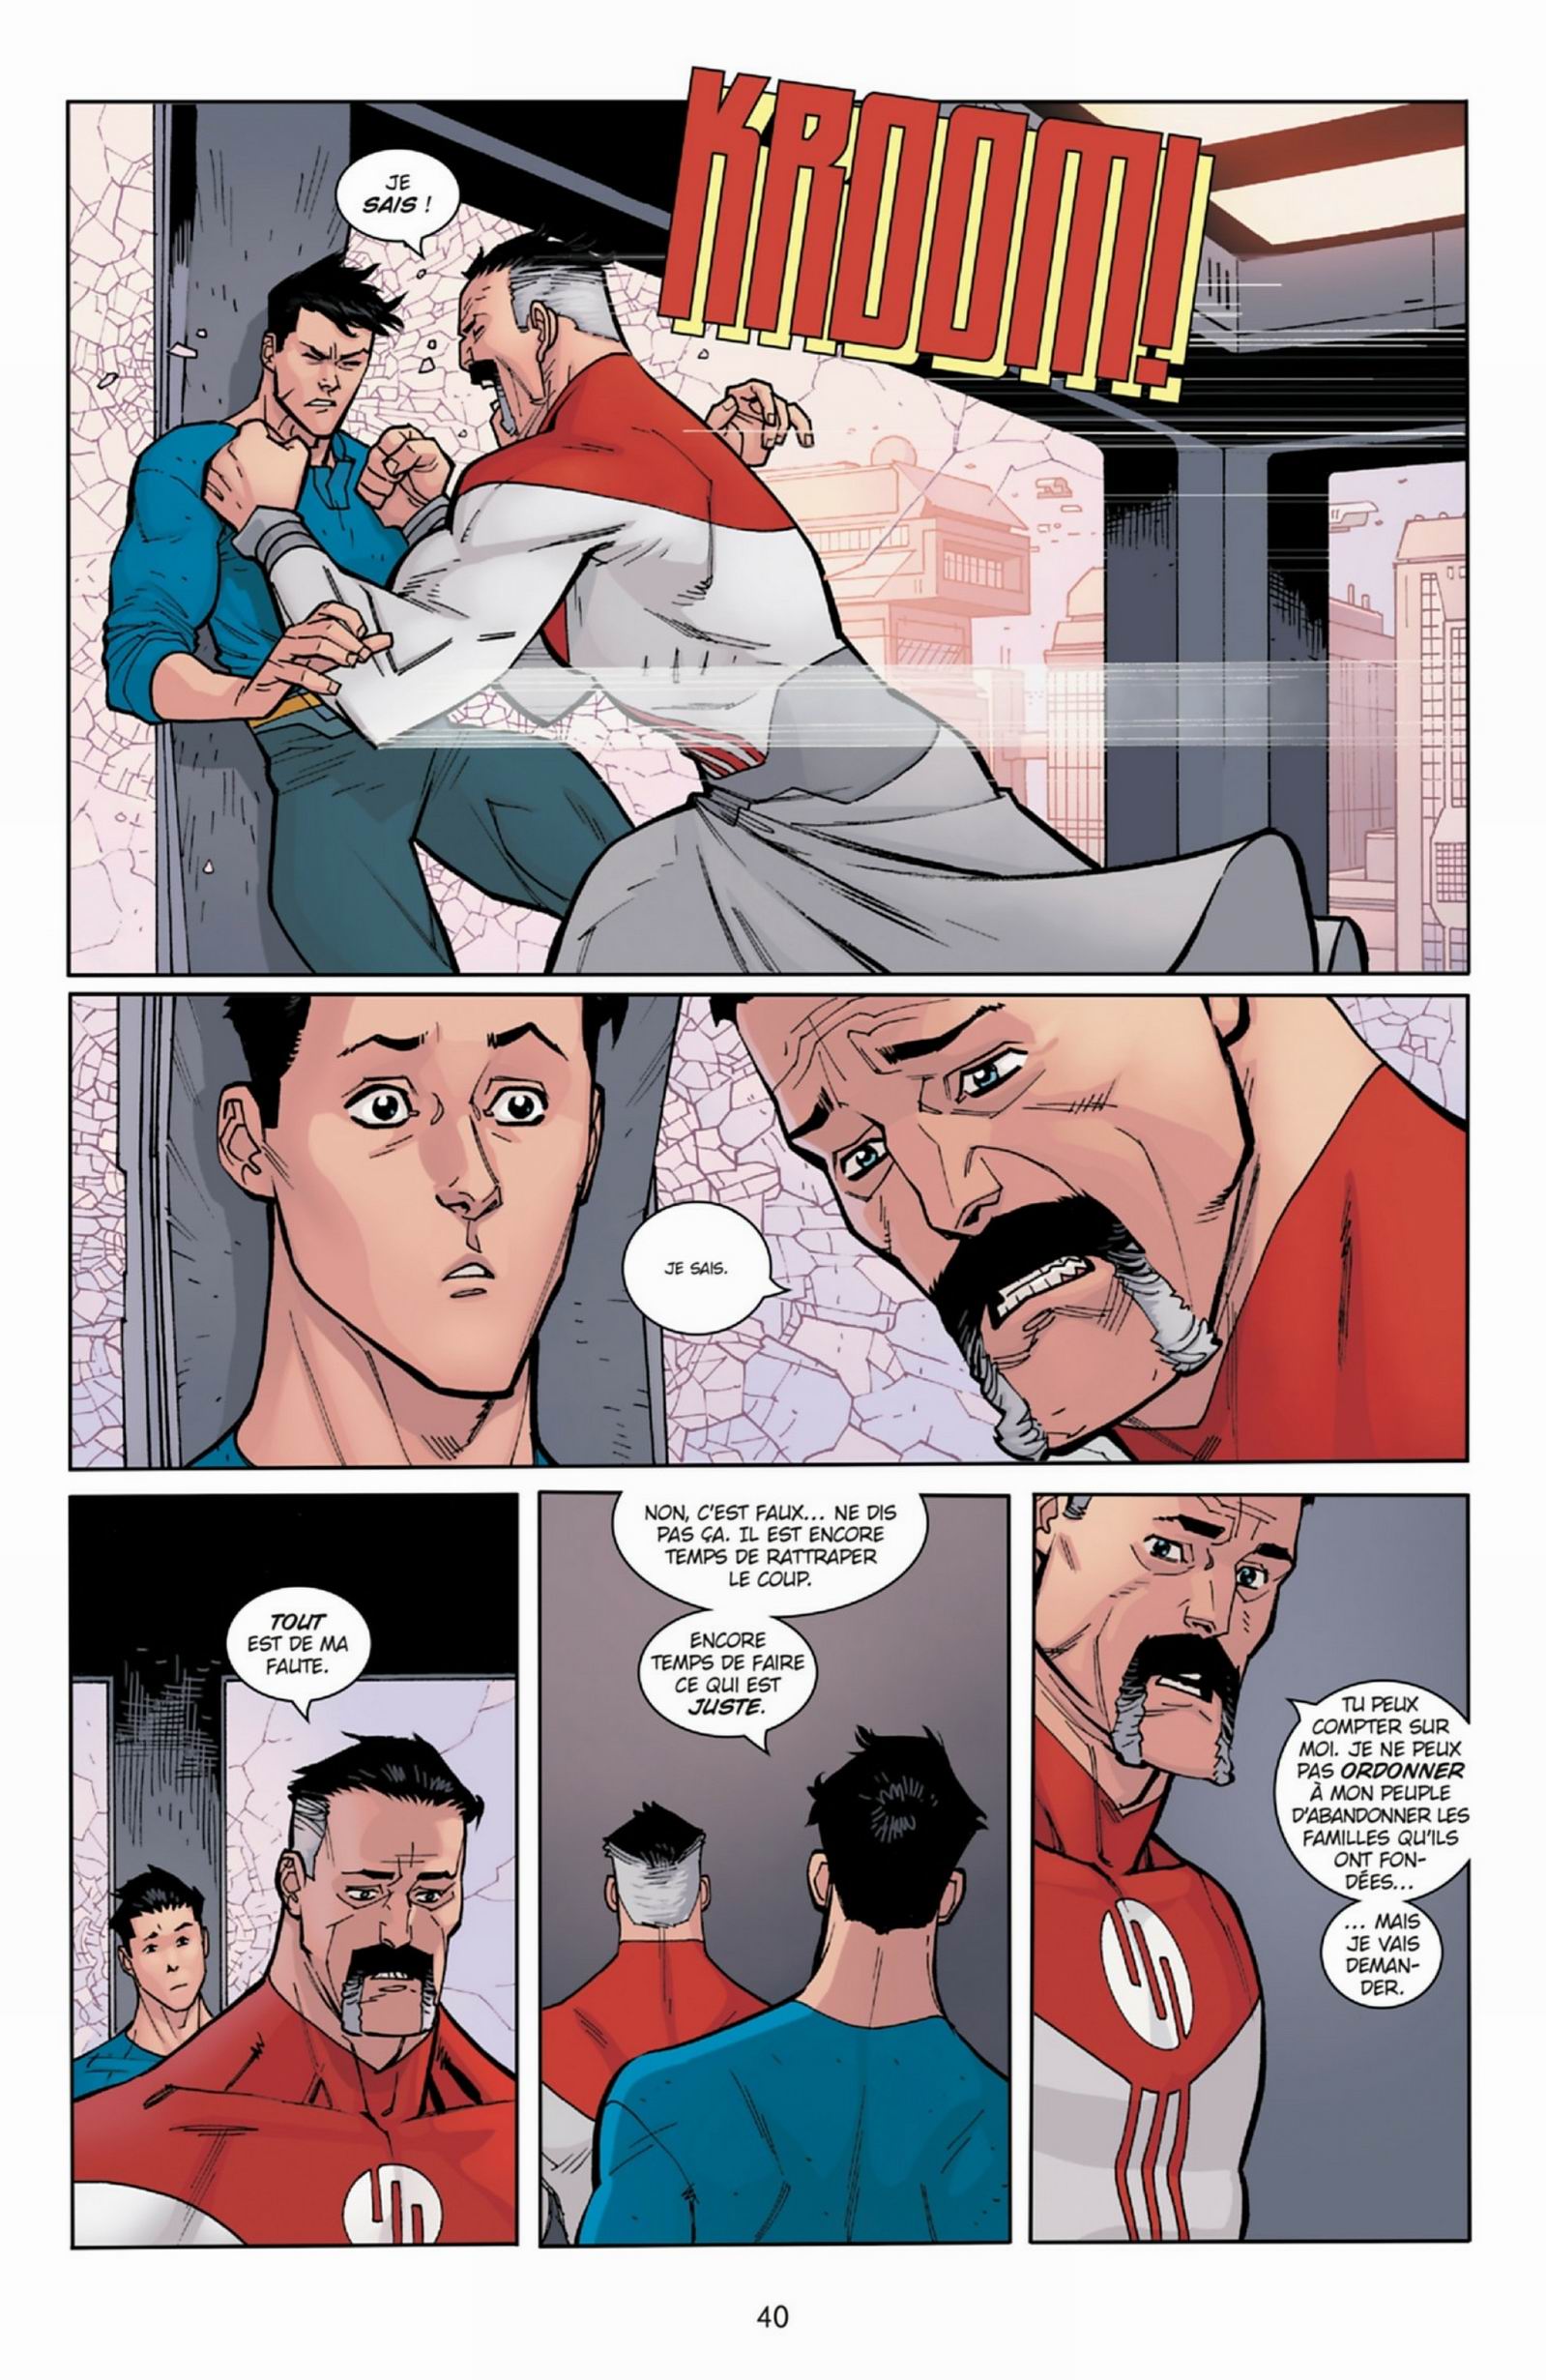 KROOM!
JE
SAIS !
JE SAIS.
TOUT
EST DE MA
FAUTE.
NON, C'EST FAUX... NE DIS
PAS ÇA. IL EST ENCORE
TEMPS DE RATTRAPER
LE COUP.
ENCORE
TEMPS DE FAIRE
CE QUI EST
JUSTE.
TU PEUX
COMPTER SUR
MOI. JE NE PEUX
PAS ORDONNER
À MON PEUPLE
D'ABANDONNER LES
FAMILLES QU'ILS
ONT FON-
DÉES...
... MAIS
JE VAIS
DEMAN-
DER.
40